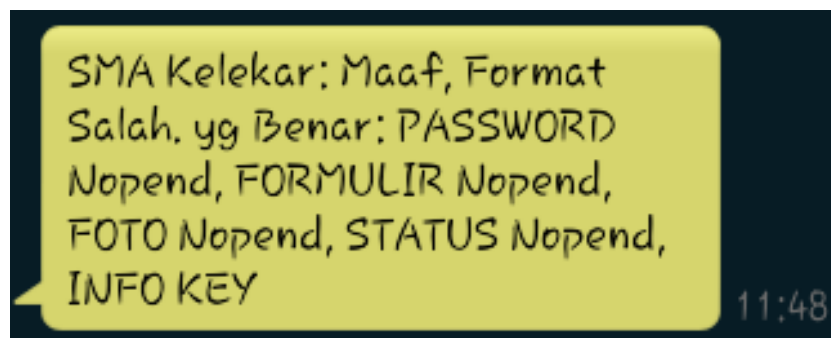 SMA Kelekar: Maaf, Format
Salah. yg Benar: PASSWORD
Nopend, FORMULIR Nopend,
FOTO Nopend, STATUS Nopend,
INFO KEY
11:48